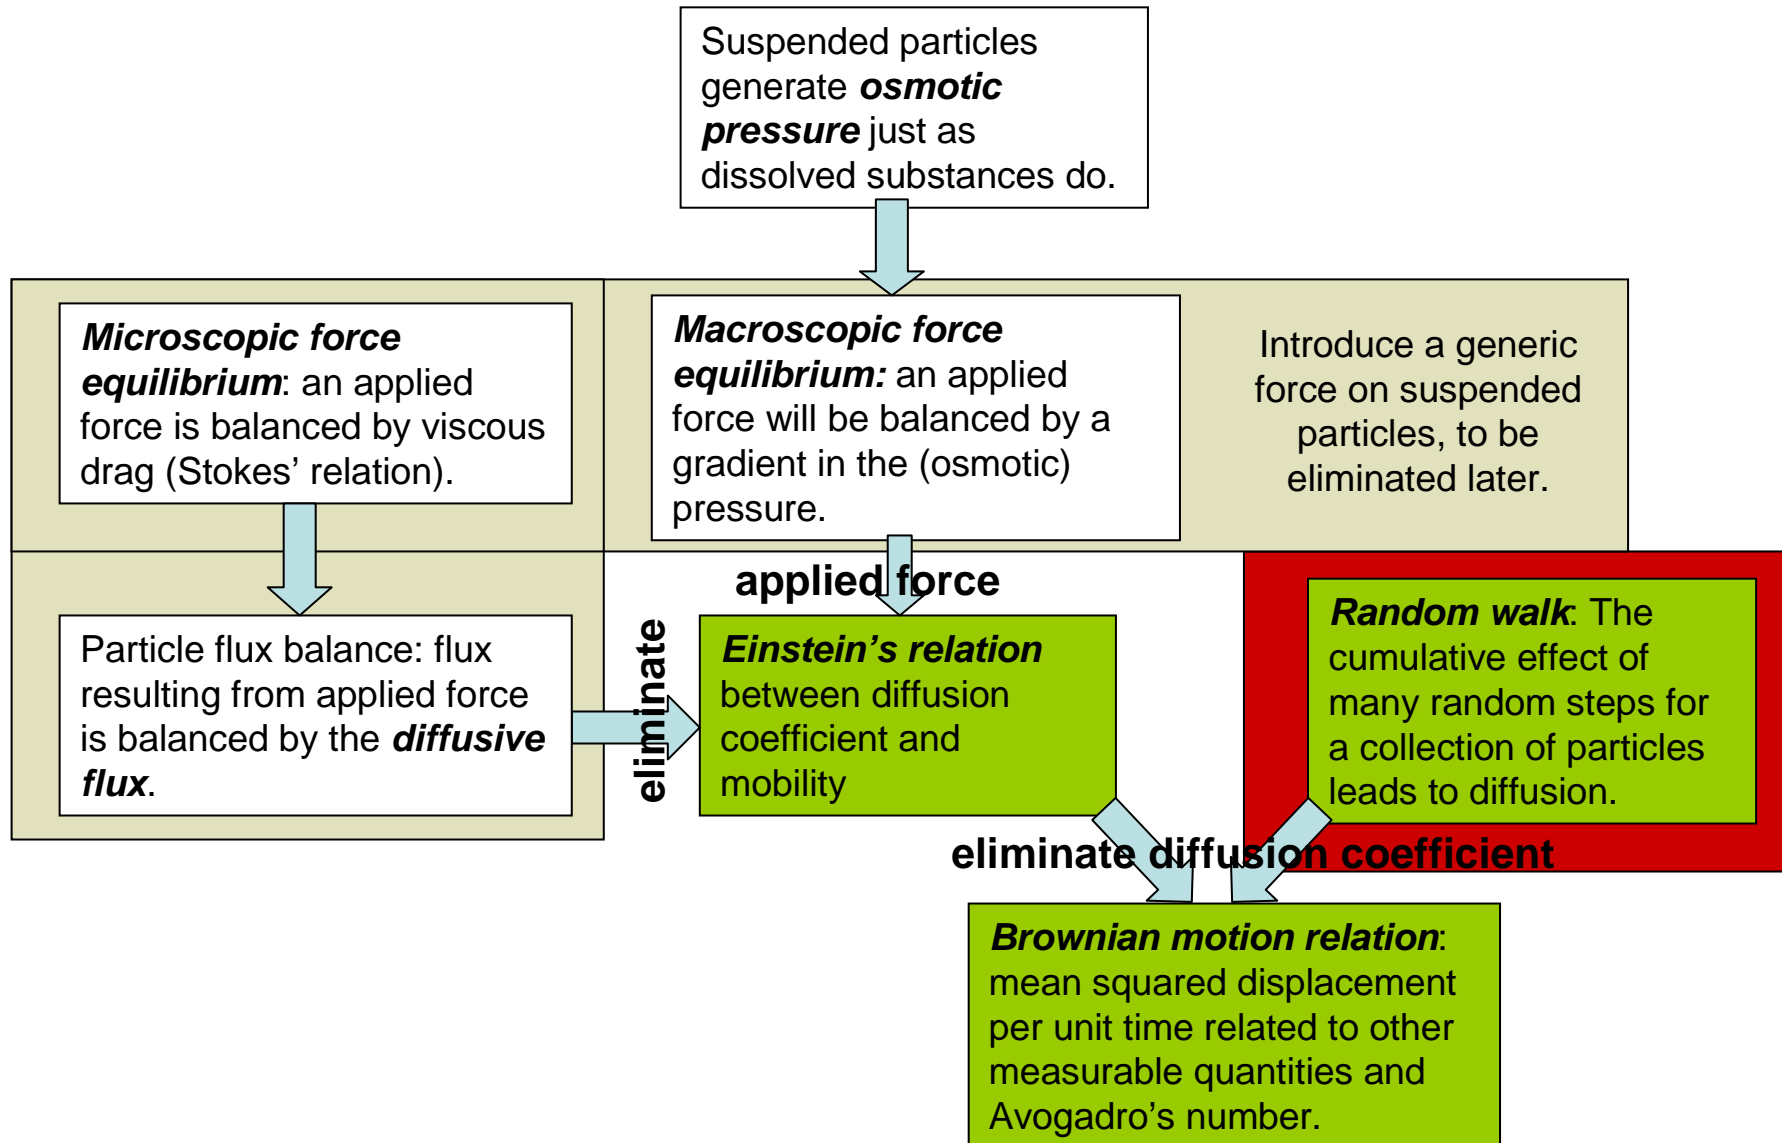 Suspended particles
generate osmotic
pressure just as
dissolved substances do.
Microscopic force
equilibrium: an applied
force is balanced by viscous
drag (Stokes’ relation).
Macroscopic force
equilibrium: an applied
force will be balanced by a
gradient in the (osmotic)
pressure.
Introduce a generic
force on suspended
particles, to be
eliminated later.
applied force
Particle flux balance: flux
resulting from applied force
is balanced by the diffusive
flux.
eliminate
Einstein’s relation
between diffusion
coefficient and
mobility
Random walk: The
cumulative effect of
many random steps for
a collection of particles
leads to diffusion.
eliminate diffusion coefficient
Brownian motion relation:
mean squared displacement
per unit time related to other
measurable quantities and
Avogadro’s number.